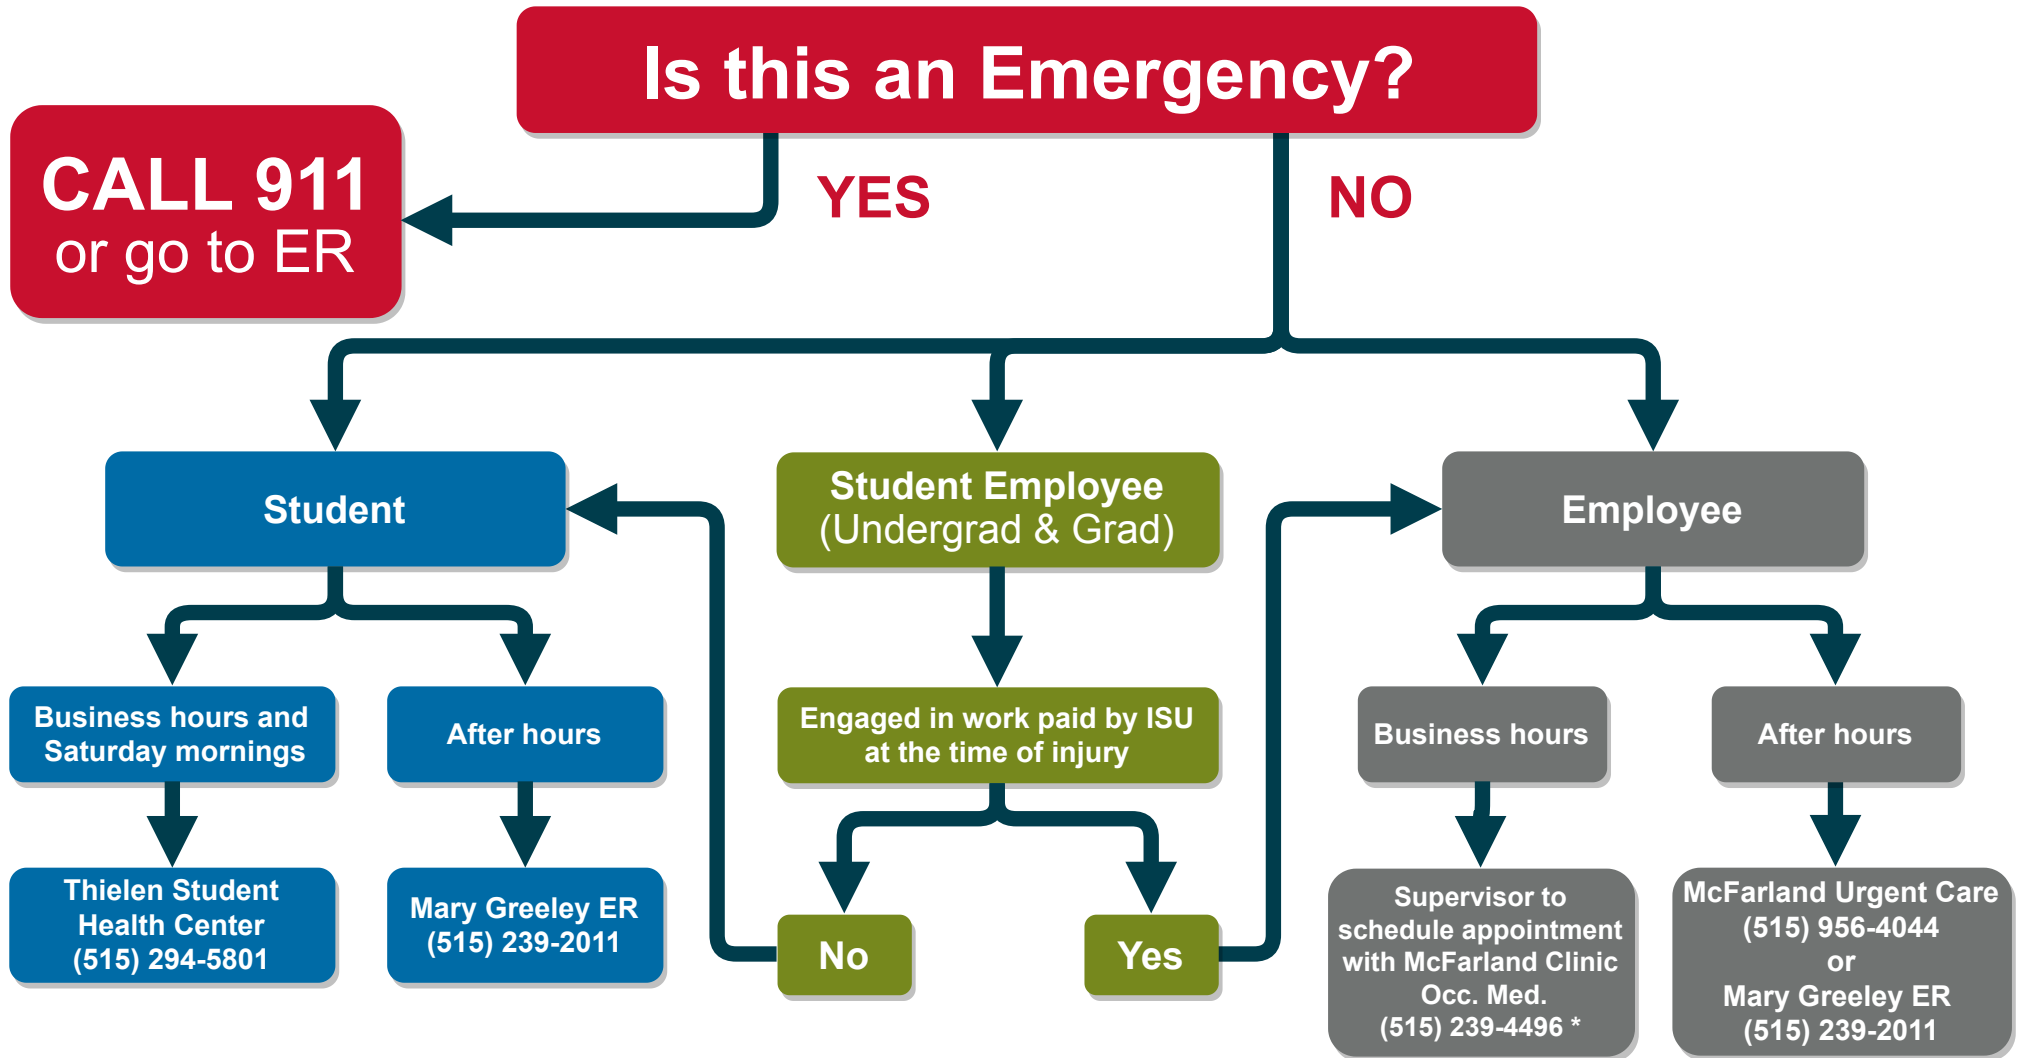 Is this an Emergency?
CALL 911
or go to ER
YES
NO
Student
Student Employee
(Undergrad & Grad)
Employee
Business hours and
Saturday mornings
After hours
Engaged in work paid by ISU
at the time of injury
Business hours
After hours
Thielen Student
Health Center
(515) 294-5801
Mary Greeley ER
(515) 239-2011
No
Yes
Supervisor to
schedule appointment
with McFarland Clinic
Occ. Med.
(515) 239-4496 *
McFarland Urgent Care
(515) 956-4044
or
Mary Greeley ER
(515) 239-2011